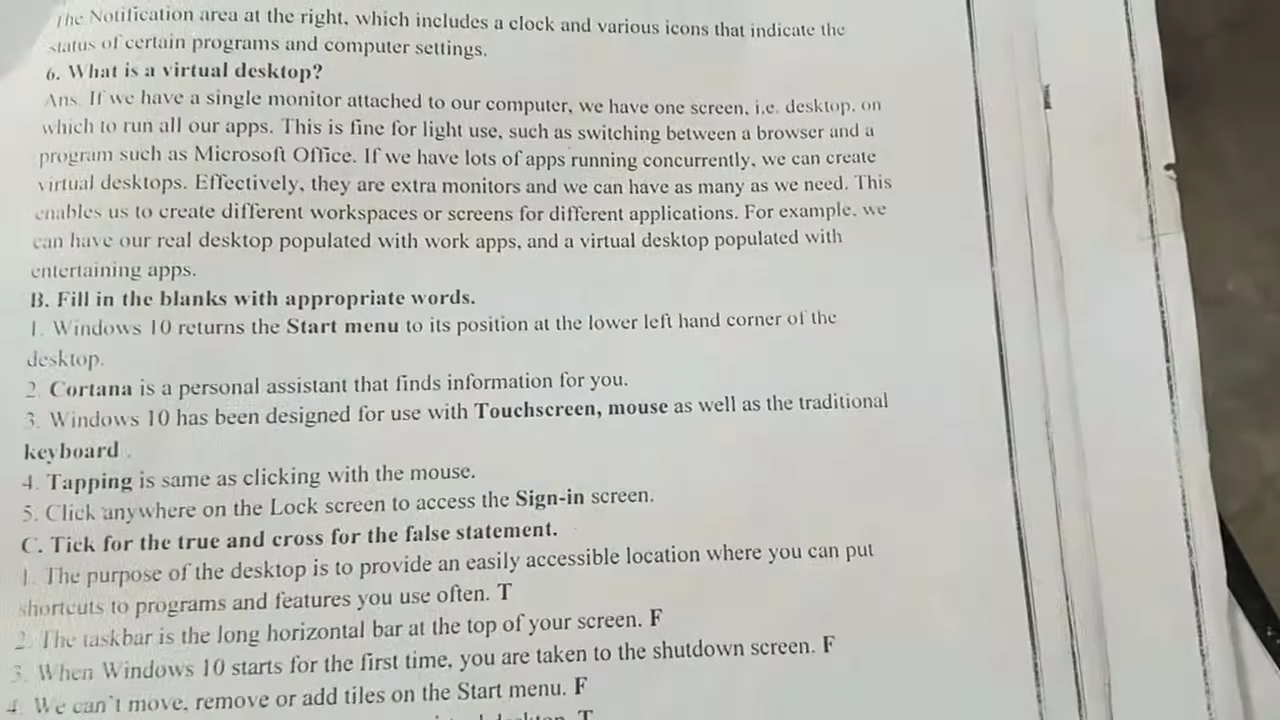 The Notification area at the right, which includes a clock and various icons that indicate the
status of certain programs and computer settings.
6. What is a virtual desktop?
Ans. If we have a single monitor attached to our computer, we have one screen, i.e. desktop, on
which to run all our apps. This is fine for light use, such as switching between a browser and a
program such as Microsoft Office. If we have lots of apps running concurrently, we can create
virtual desktops. Effectively, they are extra monitors and we can have as many as we need. This
enables us to create different workspaces or screens for different applications. For example, we
can have our real desktop populated with work apps, and a virtual desktop populated with
entertaining apps.
B. Fill in the blanks with appropriate words.
1. Windows 10 returns the Start menu to its position at the lower left hand corner of the
desktop.
2. Cortana is a personal assistant that finds information for you.
3. Windows 10 has been designed for use with Touchscreen, mouse as well as the traditional
keyboard .
4. Tapping is same as clicking with the mouse.
5. Click anywhere on the Lock screen to access the Sign-in screen.
C. Tick for the true and cross for the false statement.
1. The purpose of the desktop is to provide an easily accessible location where you can put
shortcuts to programs and features you use often. T
2. The taskbar is the long horizontal bar at the top of your screen. F
3. When Windows 10 starts for the first time, you are taken to the shutdown screen. F
4. We can't move, remove or add tiles on the Start menu. F
desktop. T